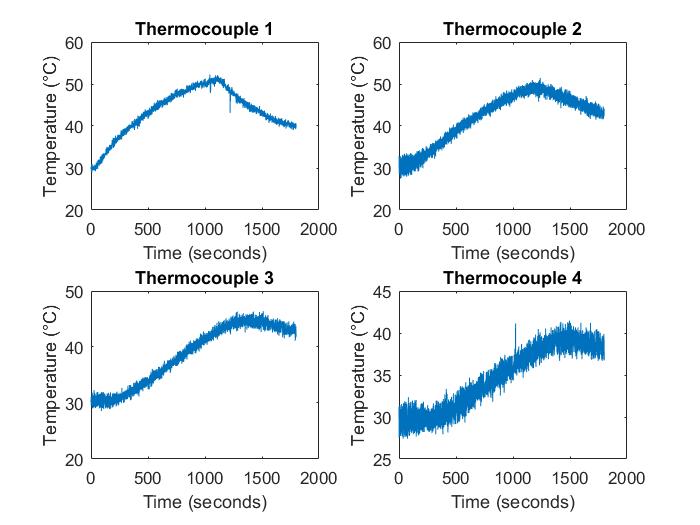 Thermocouple 1
60
50
40
30
20
Temperature (°C)
0 500 1000 1500 2000
Time (seconds)
Thermocouple 2
60
50
40
30
20
Temperature (°C)
0 500 1000 1500 2000
Time (seconds)
Thermocouple 3
50
40
30
20
Temperature (°C)
0 500 1000 1500 2000
Time (seconds)
Thermocouple 4
45
40
35
30
25
Temperature (°C)
0 500 1000 1500 2000
Time (seconds)